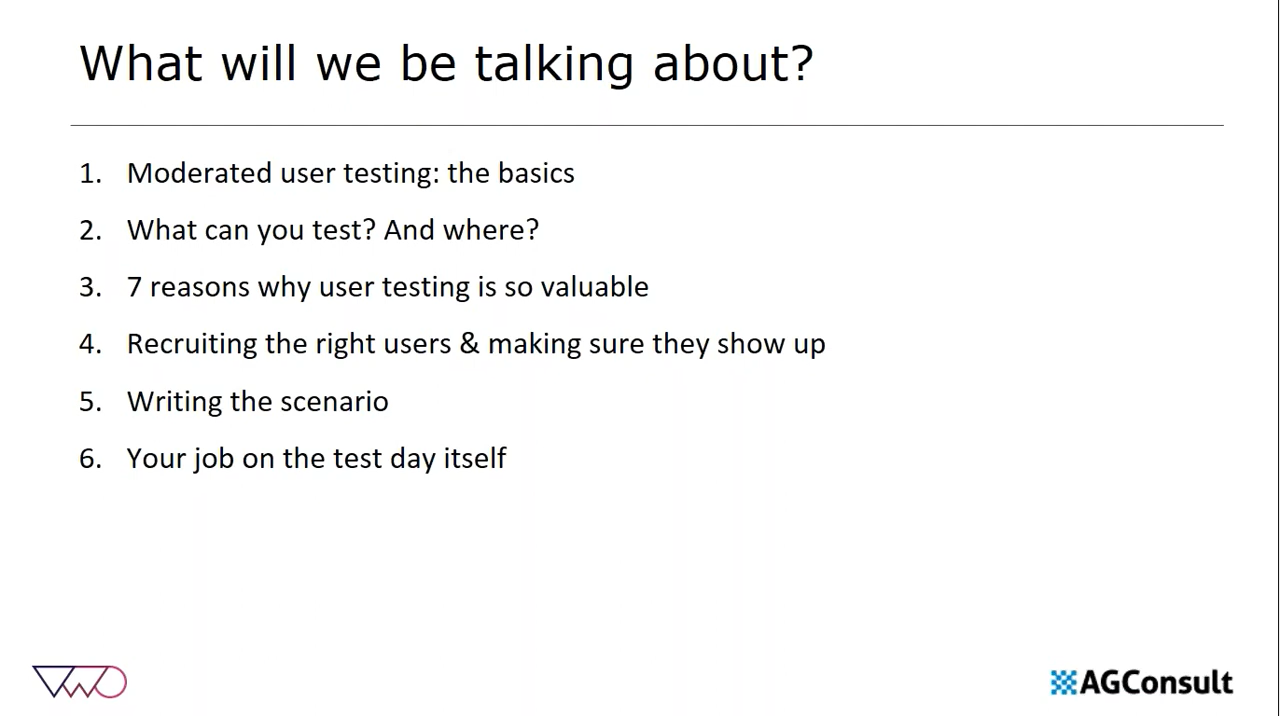 What will we be talking about?
1. Moderated user testing: the basics
2. What can you test? And where?
3. 7 reasons why user testing is so valuable
4. Recruiting the right users & making sure they show up
5. Writing the scenario
6. Your job on the test day itself
VWO
AGConsult